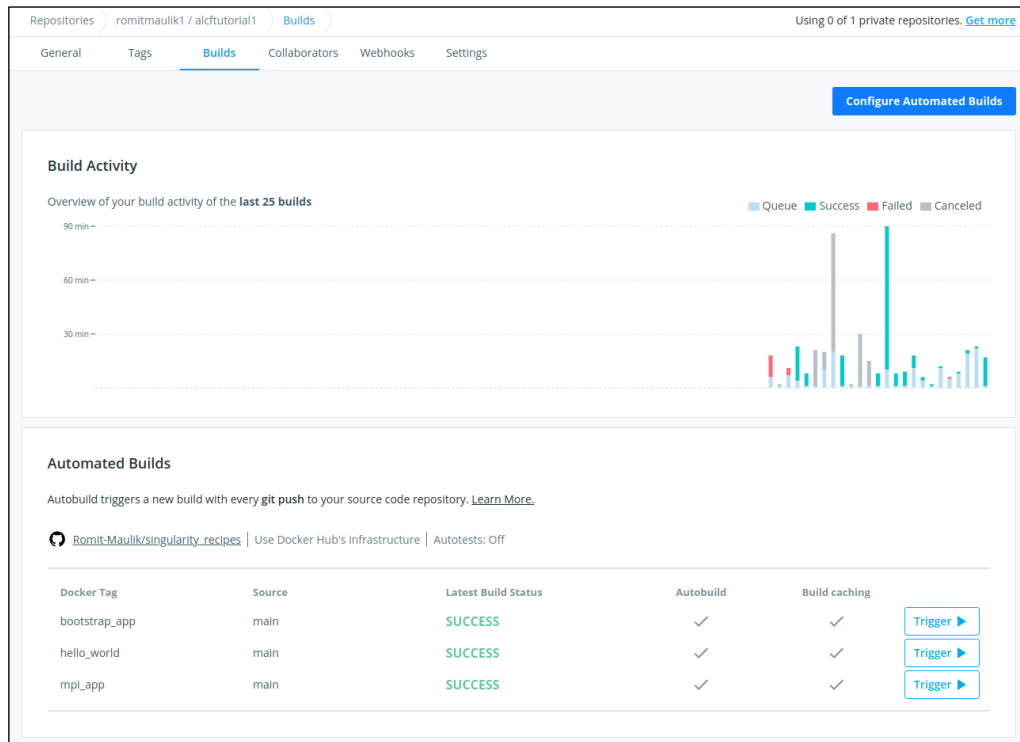 Repositories romitmaulik1 / alcftutorial1 Builds Using 0 of 1 private repositories. Get more
General Tags Builds Collaborators Webhooks Settings
Configure Automated Builds
Build Activity
Overview of your build activity of the last 25 builds
Queue Success Failed Canceled
90 min
60 min
30 min
Automated Builds
Autobuild triggers a new build with every git push to your source code repository. Learn More.
Romit-Maulik/singularity_recipes Use Docker Hub's infrastructure Autotests: Off
Docker Tag Source Latest Build Status Autobuild Build caching
bootstrap_app main SUCCESS Trigger
hello_world main SUCCESS Trigger
mpi_app main SUCCESS Trigger